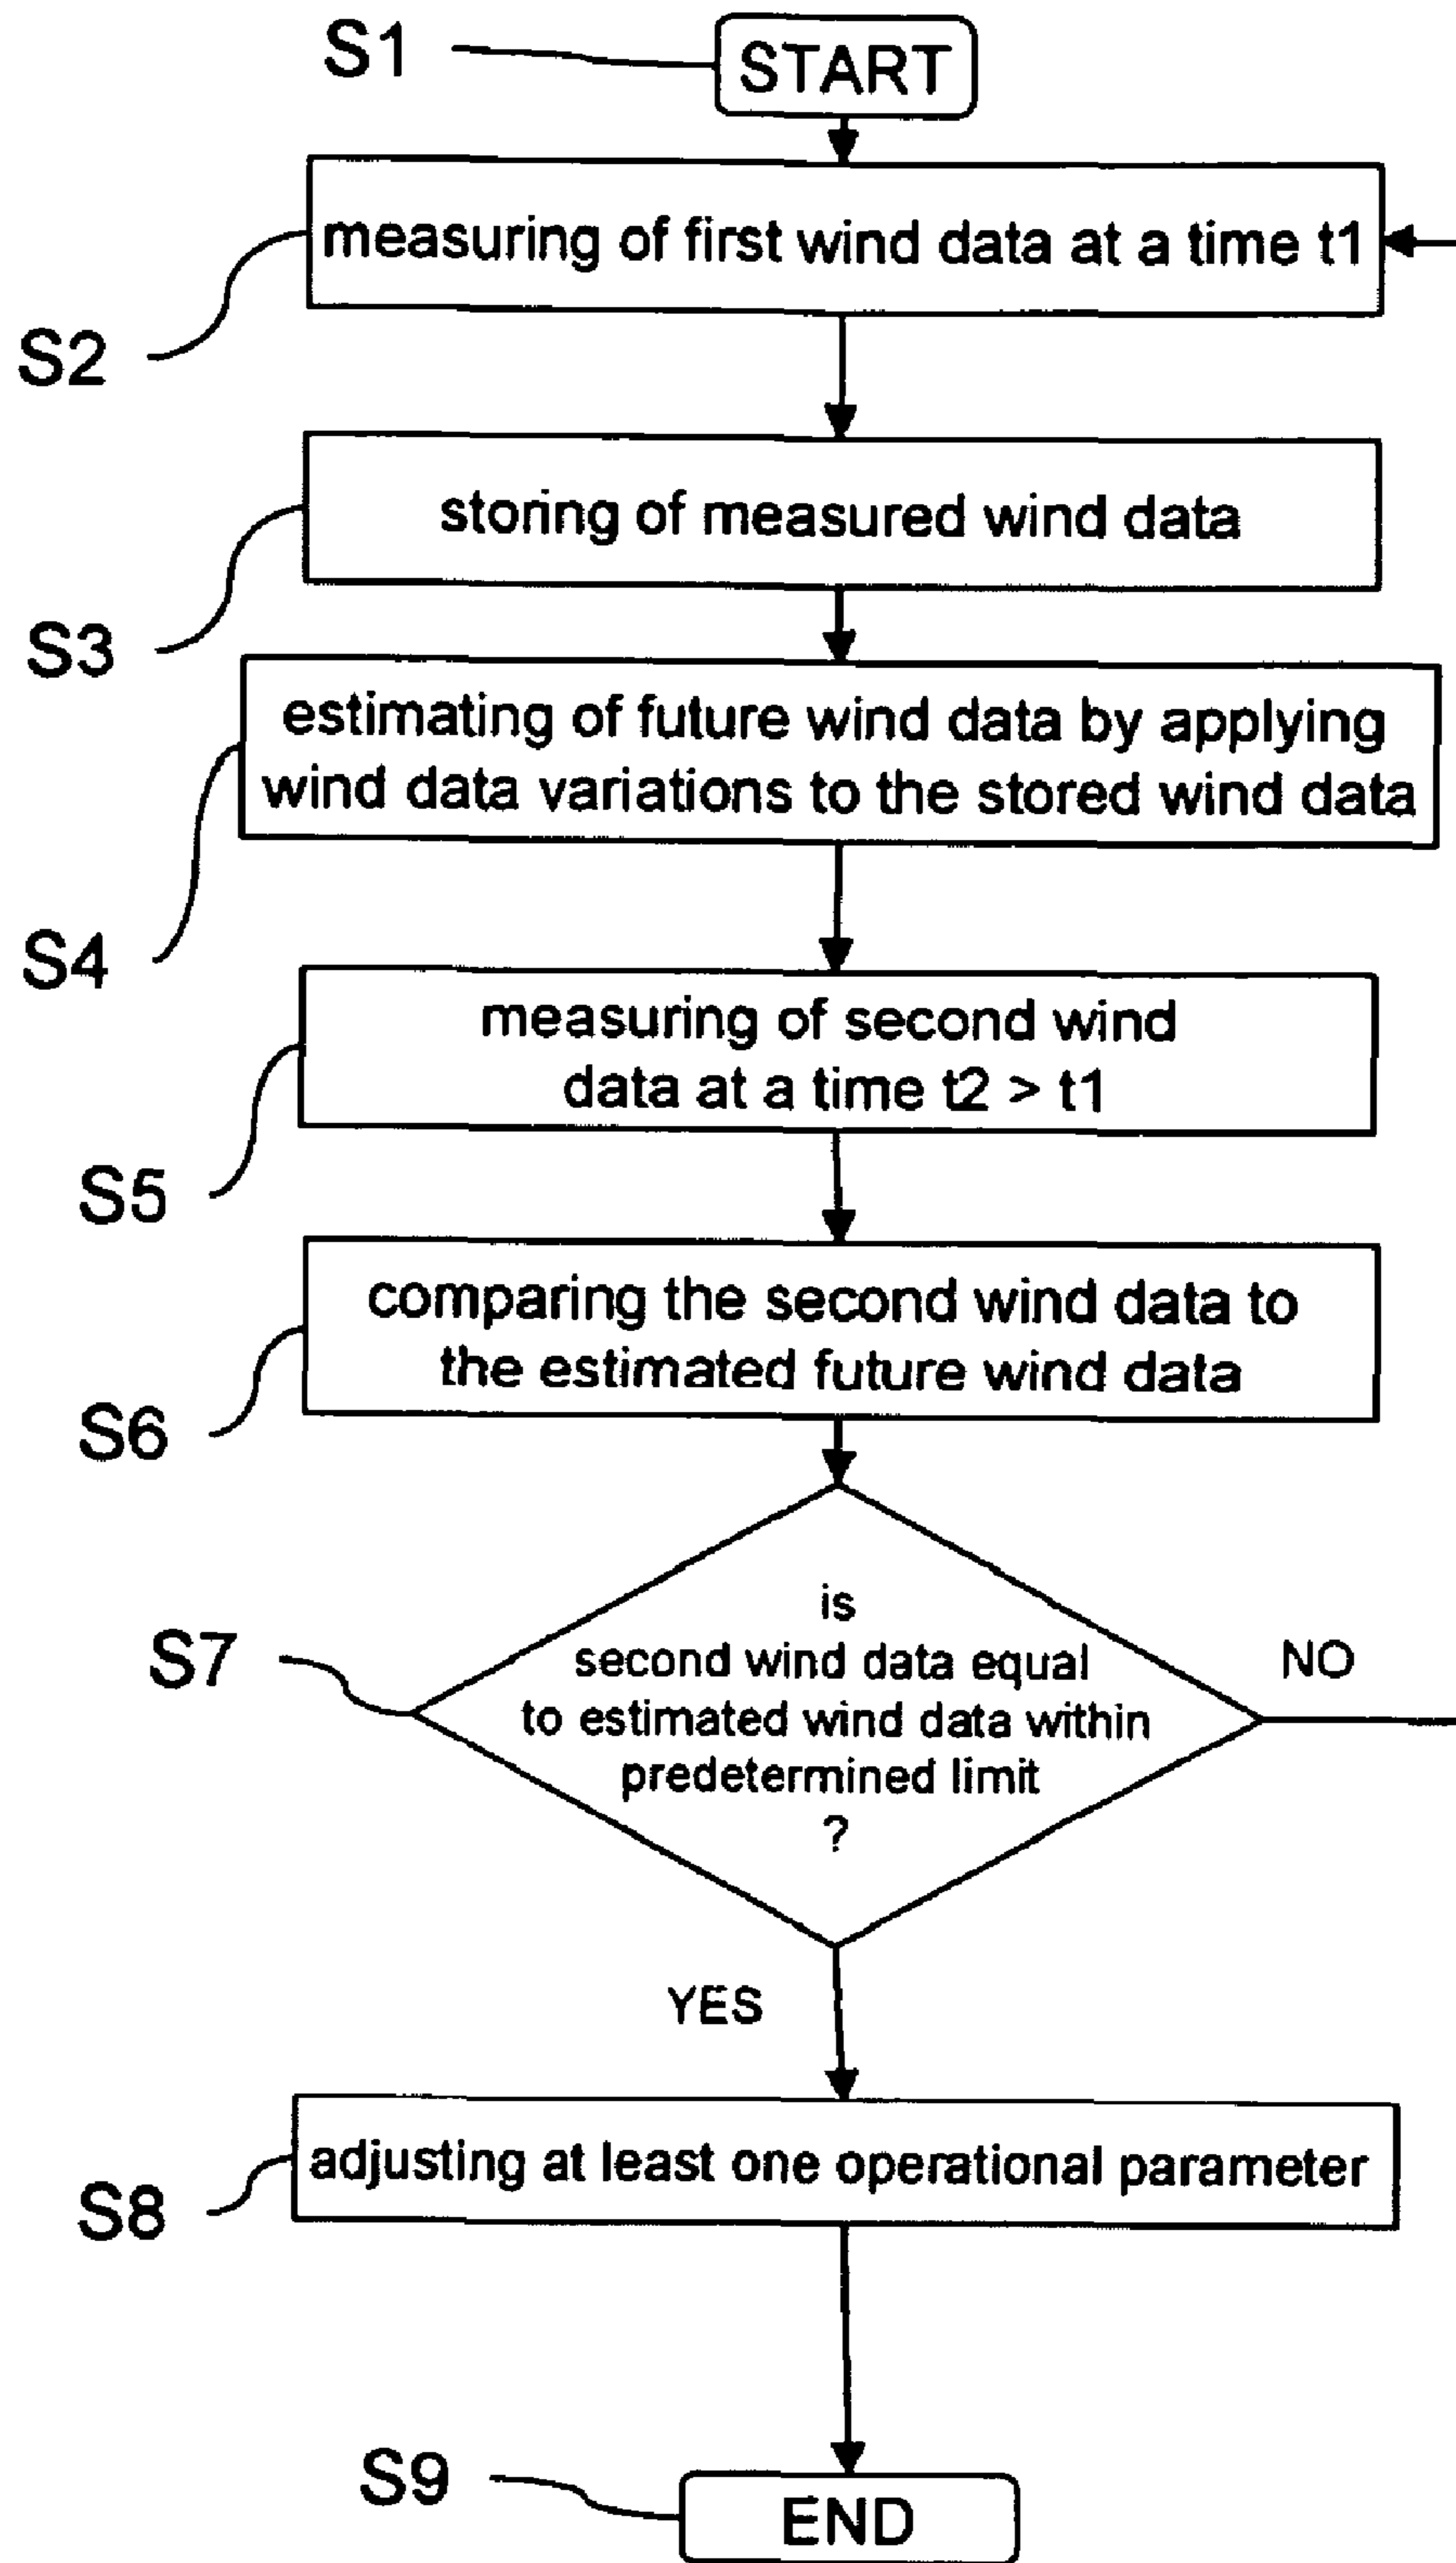 S1
START
measuring of first wind data at a time t1
S2
storing of measured wind data
S3
estimating of future wind data by applying
wind data variations to the stored wind data
S4
measuring of second wind
data at a time t2 > t1
S5
comparing the second wind data to
the estimated future wind data
S6
is
second wind data equal
to estimated wind data within
predetermined limit
?
S7
NO
YES
adjusting at least one operational parameter
S8
S9
END